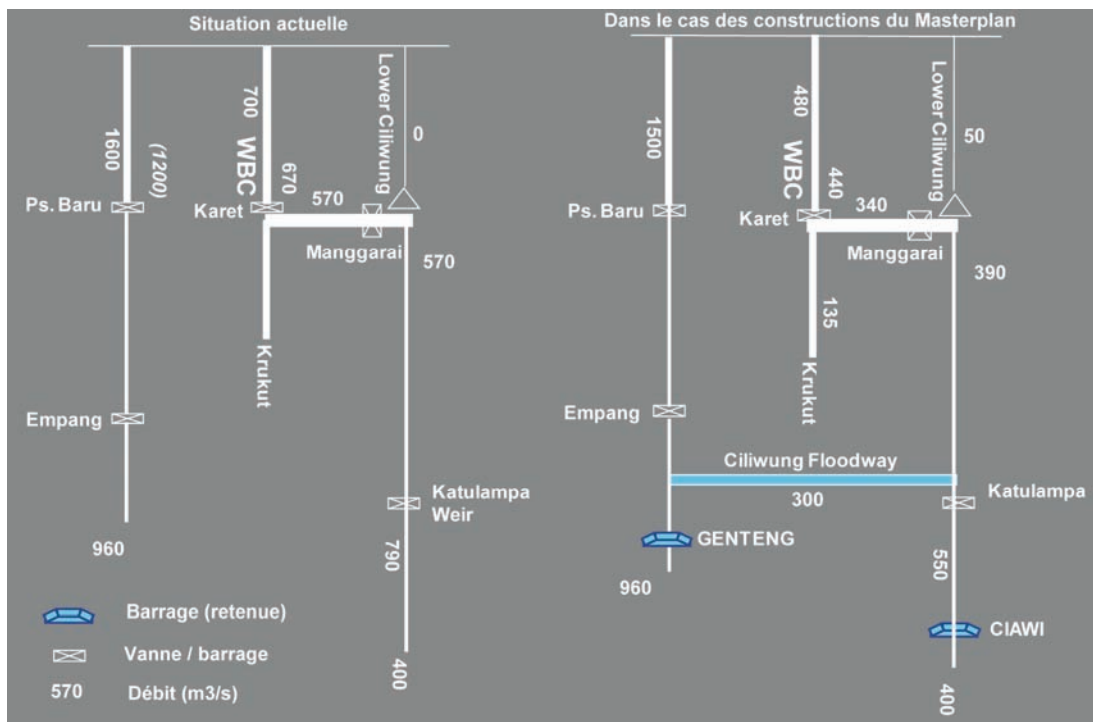 Situation actuelle
1600
(1200)
700
WBC
670
Lower Ciliwung
0
Ps. Baru
Karet
570
Manggarai
570
Krukut
Empang
Katulampa
Weir
790
960
400
Barrage (retenue)
Vanne / barrage
570 Débit (m3/s)
Dans le cas des constructions du Masterplan
1500
480
WBC
440
Lower Ciliwung
50
Ps. Baru
Karet
340
Manggarai
390
135
Krukut
Empang
Ciliwung Floodway
300
Katulampa
GENTENG
550
960
CIAWI
400